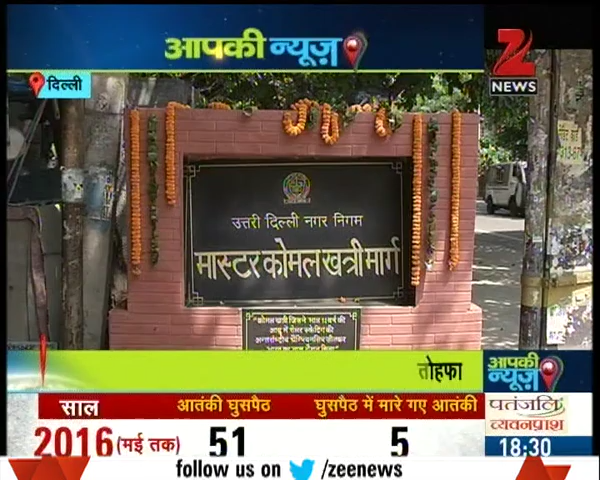 आपकी न्यूज़
ZEE NEWS
दिल्ली
उत्तरी दिल्ली नगर निगम
मास्टर कोमल खत्री मार्ग
तोहफा
आपकी न्यूज़
साल
आतंकी घुसपैठ
घुसपैठ में मारे गए आतंकी
2016 (मई तक)
51
5
पतंजलि
च्यवनप्राश
18:30
follow us on /zeenews